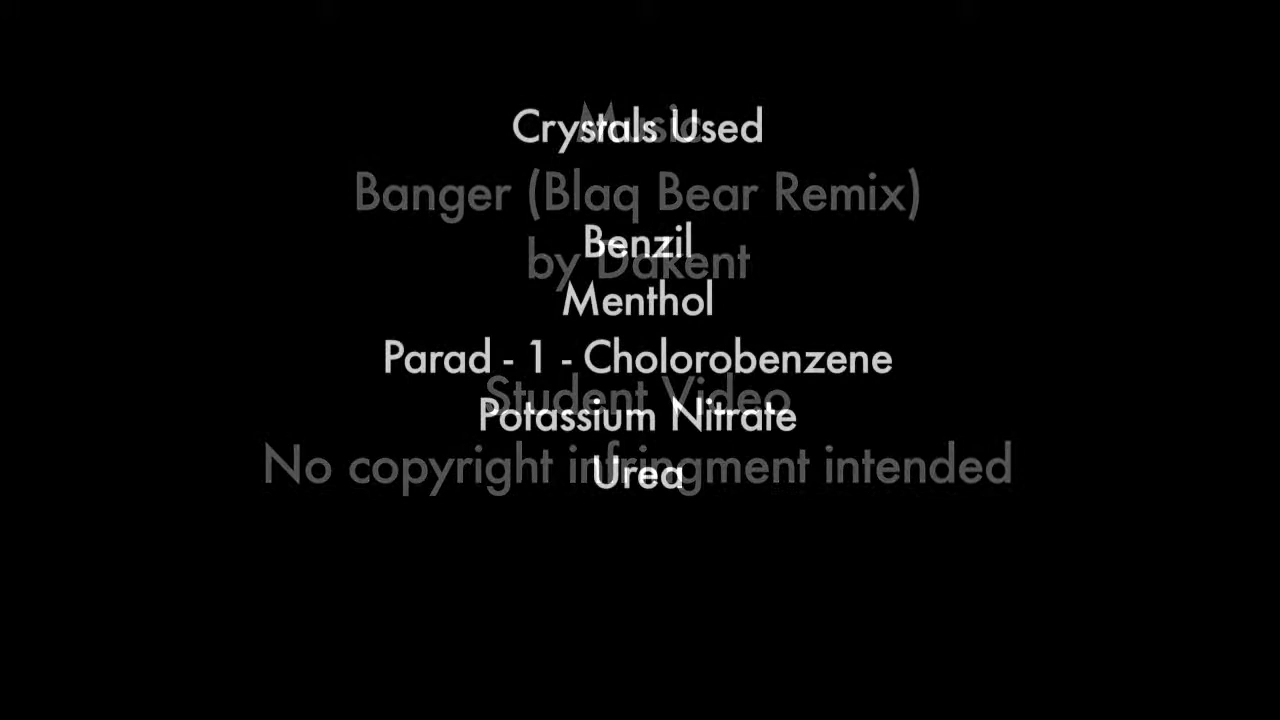 Crystals Used
Benzil
Menthol
Parad - 1 - Cholorobenzene
Potassium Nitrate
Urea
Music
Banger (Blaq Bear Remix)
by Dakent
Student Video
No copyright infringment intended